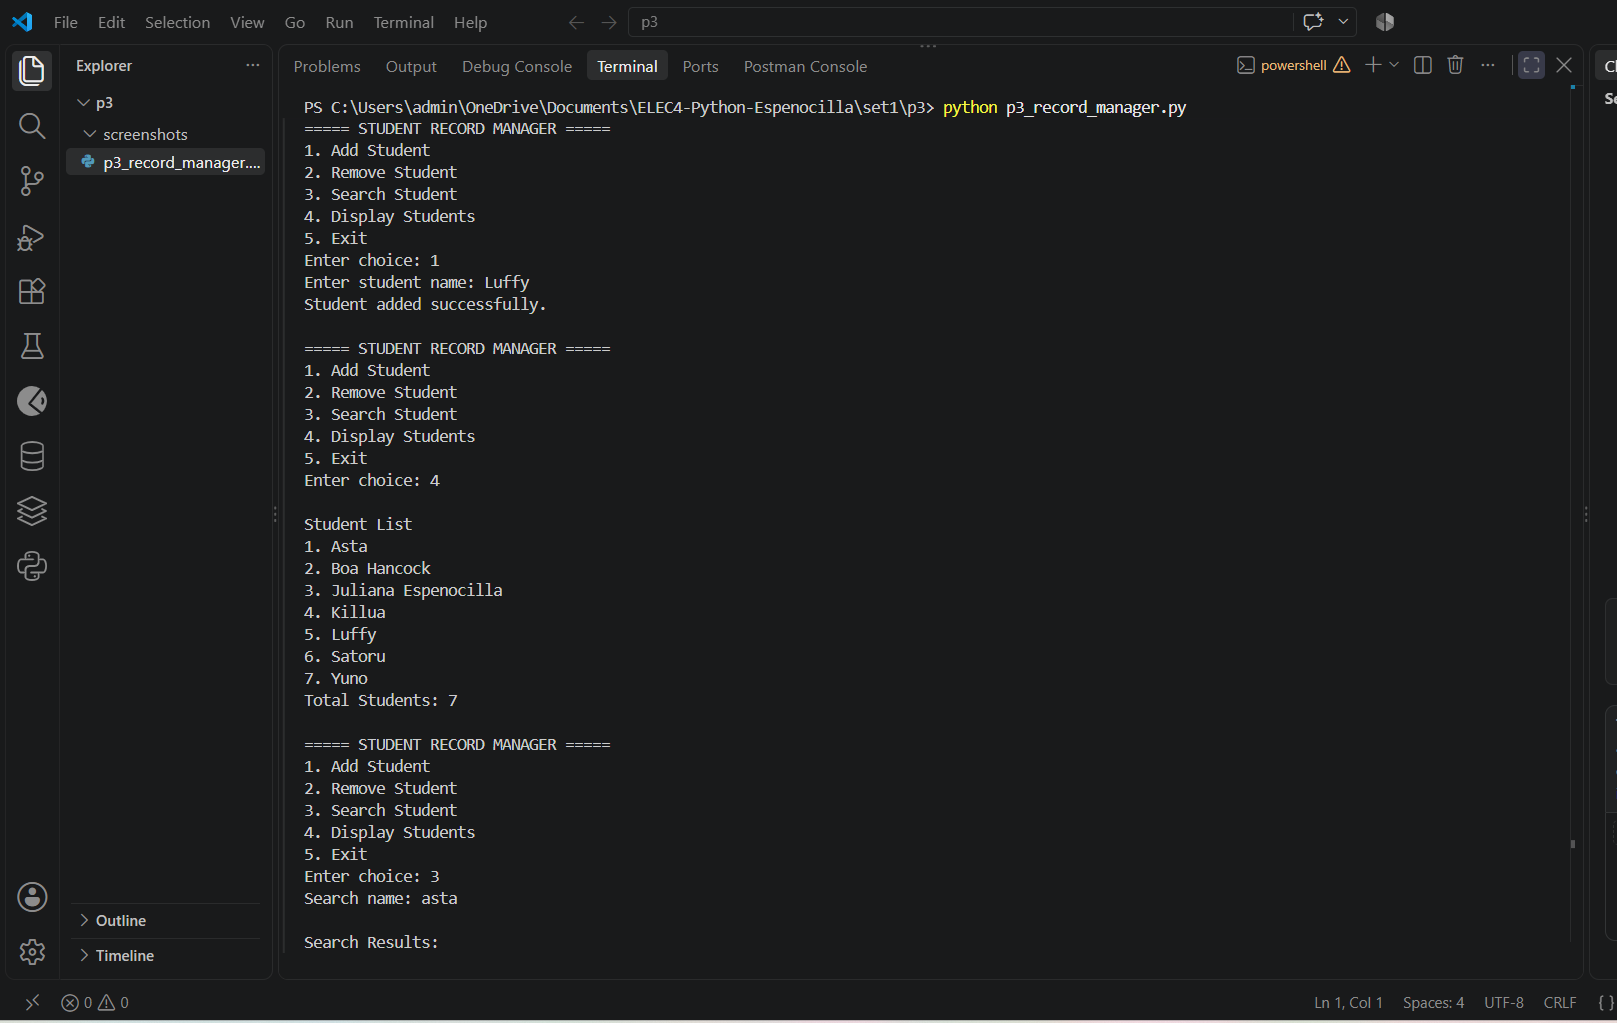 File Edit Selection View Go Run Terminal Help
p3
Explorer
p3
screenshots
p3_record_manager....
Outline
Timeline
Problems Output Debug Console Terminal Ports Postman Console
powershell
PS C:\Users\admin\OneDrive\Documents\ELEC4-Python-Espenocilla\set1\p3> python p3_record_manager.py
===== STUDENT RECORD MANAGER =====
1. Add Student
2. Remove Student
3. Search Student
4. Display Students
5. Exit
Enter choice: 1
Enter student name: Luffy
Student added successfully.
===== STUDENT RECORD MANAGER =====
1. Add Student
2. Remove Student
3. Search Student
4. Display Students
5. Exit
Enter choice: 4
Student List
1. Asta
2. Boa Hancock
3. Juliana Espenocilla
4. Killua
5. Luffy
6. Satoru
7. Yuno
Total Students: 7
===== STUDENT RECORD MANAGER =====
1. Add Student
2. Remove Student
3. Search Student
4. Display Students
5. Exit
Enter choice: 3
Search name: asta
Search Results:
0 0
Ln 1, Col 1 Spaces: 4 UTF-8 CRLF { }